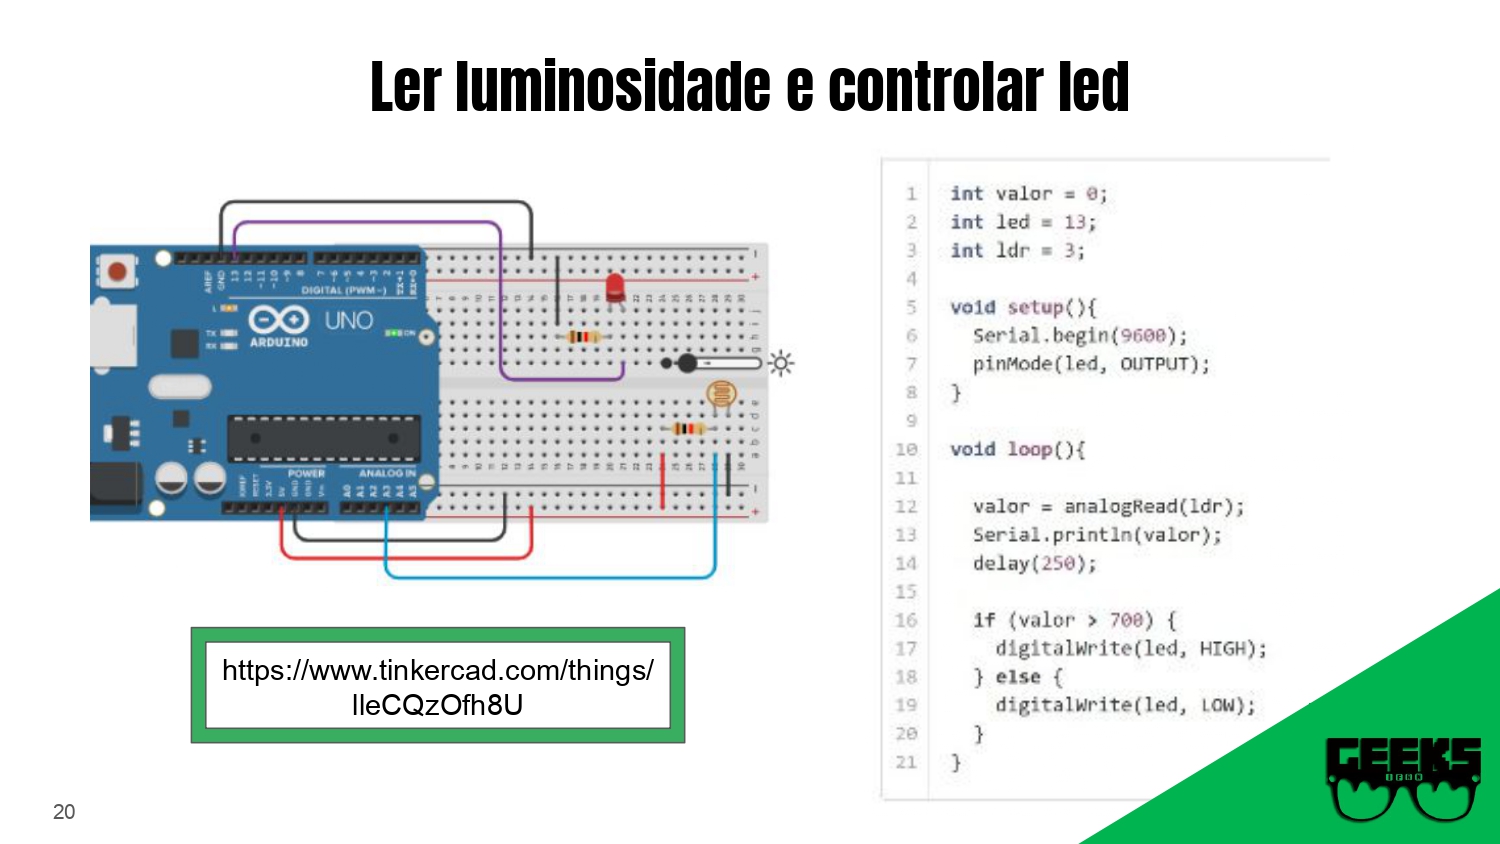 Ler luminosidade e controlar led
AREF
GND
13
12
~11
~10
~9
8
7
~6
~5
4
~3
2
TX→1
RX←0
DIGITAL (PWM~)
L
TX
RX
UNO
ARDUINO
ON
POWER
ANALOG IN
IOREF
RESET
3.3V
5V
GND
GND
Vin
A0
A1
A2
A3
A4
A5
1 int valor = 0;
2 int led = 13;
3 int ldr = 3;
4
5 void setup(){
6 Serial.begin(9600);
7 pinMode(led, OUTPUT);
8 }
9
10 void loop(){
11
12 valor = analogRead(ldr);
13 Serial.println(valor);
14 delay(250);
15
16 if (valor > 700) {
17 digitalWrite(led, HIGH);
18 } else {
19 digitalWrite(led, LOW);
20 }
21 }
https://www.tinkercad.com/things/
lIeCQzOfh8U
GEEKS
20